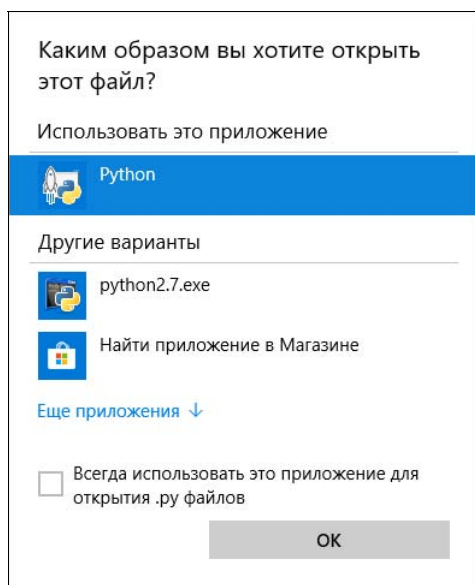 Каким образом вы хотите открыть
этот файл?
Использовать это приложение
Python
Другие варианты
python2.7.exe
Найти приложение в Магазине
Еще приложения ↓
Всегда использовать это приложение для
открытия .py файлов
ОК